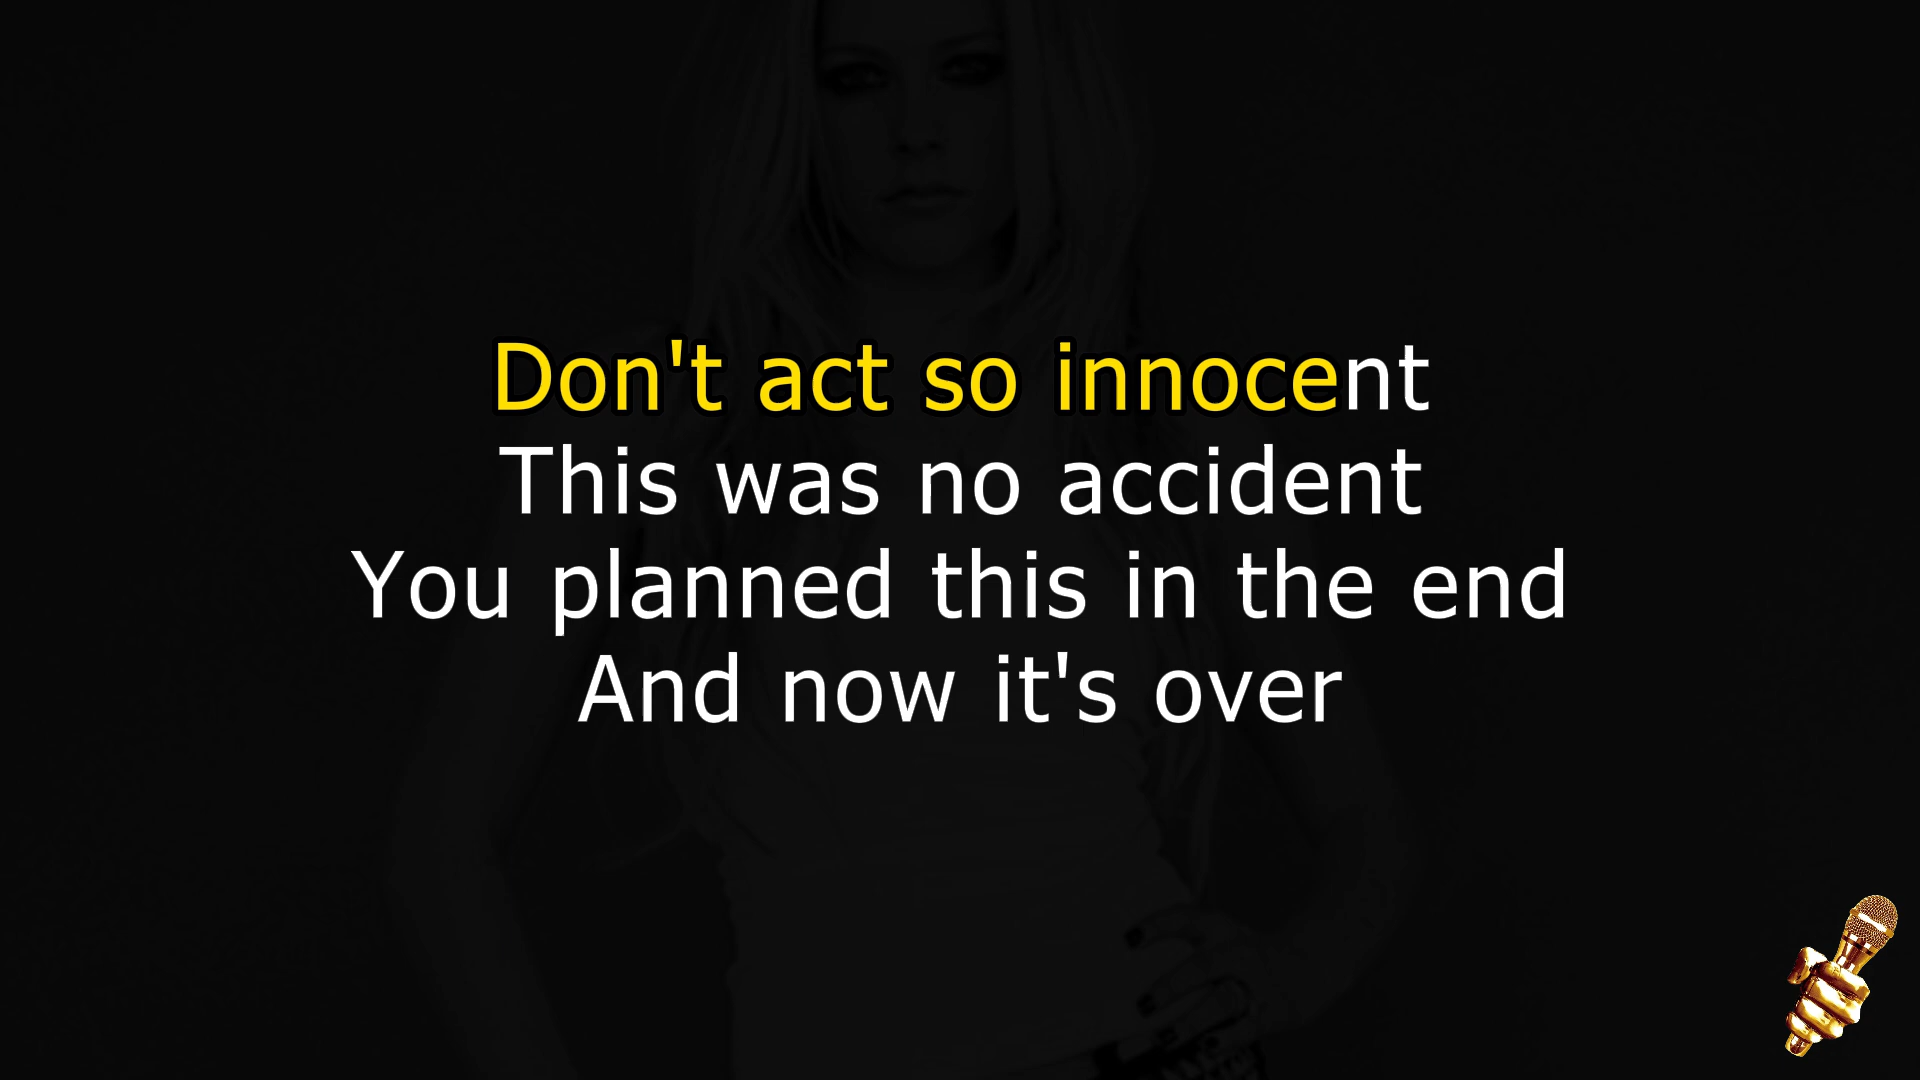 Don't act so innocent
This was no accident
You planned this in the end
And now it's over